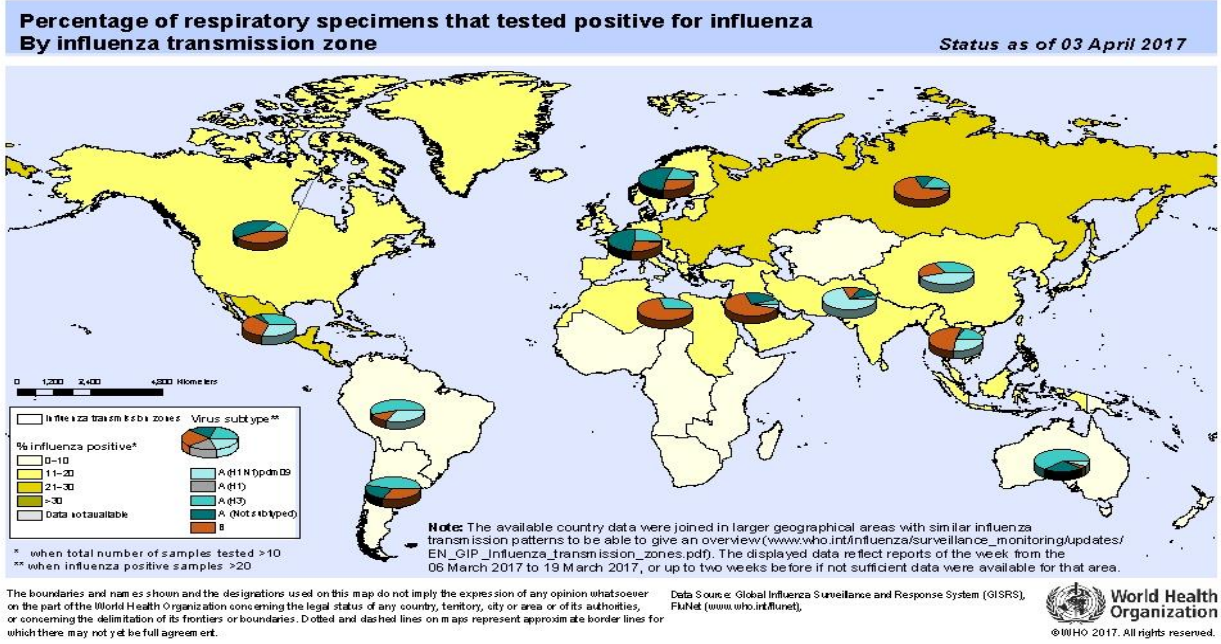 Percentage of respiratory specimens that tested positive for influenza
By influenza transmission zone
Status as of 03 April 2017
0 1,200 2,400 4,800 Kilometers
Influenza transmission zones
Virus subtype**
% influenza positive*
0-10
11-20
21-30
>30
Data not available
A(H1N1)pdm09
A(H1)
A(H3)
A (Not subtyped)
B
* when total number of samples tested >10
** when influenza positive samples >20
Note: The available country data were joined in larger geographical areas with similar influenza
transmission patterns to be able to give an overview (www.who.int/influenza/surveillance_monitoring/updates/
EN_GIP_Influenza_transmission_zones.pdf). The displayed data reflect reports of the week from the
06 March 2017 to 19 March 2017, or up to two weeks before if not sufficient data were available for that area.
The boundaries and names shown and the designations used on this map do not imply the expression of any opinion whatsoever
on the part of the World Health Organization concerning the legal status of any country, territory, city or area or of its authorities,
or concerning the delimitation of its frontiers or boundaries. Dotted and dashed lines on maps represent approximate border lines for
which there may not yet be full agreement.
Data Source: Global Influenza Surveillance and Response System (GISRS),
FluNet (www.who.int/flunet),
World Health
Organization
©WHO 2017. All rights reserved.